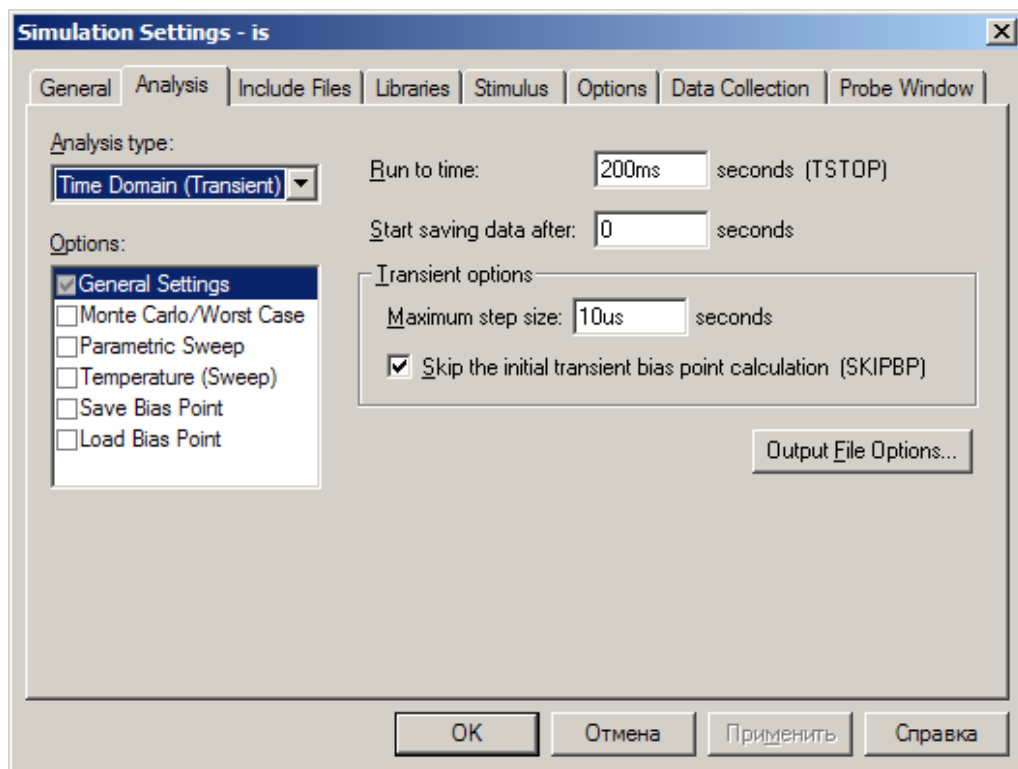 Simulation Settings - is
General Analysis Include Files Libraries Stimulus Options Data Collection Probe Window
Analysis type:
Time Domain (Transient)
Options:
General Settings
Monte Carlo/Worst Case
Parametric Sweep
Temperature (Sweep)
Save Bias Point
Load Bias Point
Run to time: 200ms seconds (TSTOP)
Start saving data after: 0 seconds
Transient options
Maximum step size: 10us seconds
Skip the initial transient bias point calculation (SKIPBP)
Output File Options...
OK Отмена Применить Справка